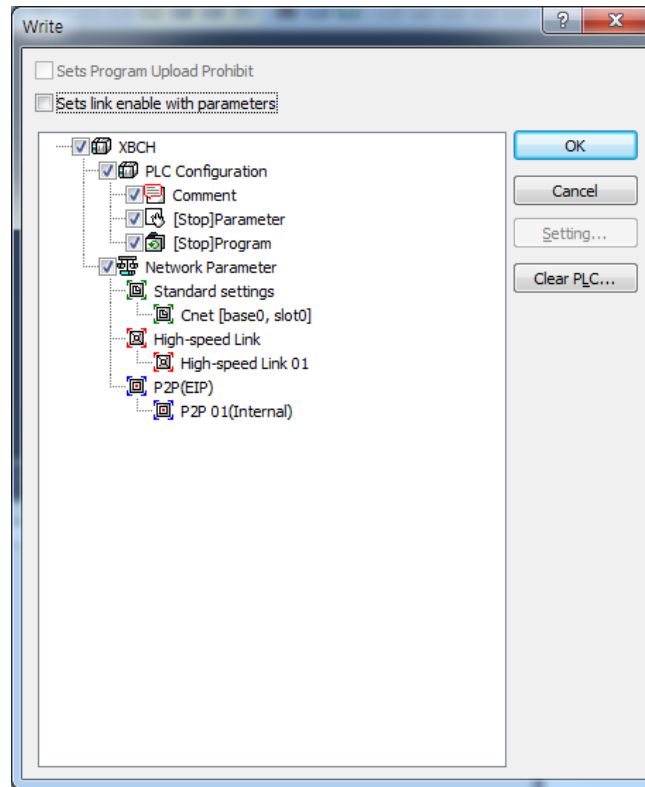 Write
Sets Program Upload Prohibit
Sets link enable with parameters
XBCH
PLC Configuration
Comment
[Stop]Parameter
[Stop]Program
Network Parameter
Standard settings
Cnet [base0, slot0]
High-speed Link
High-speed Link 01
P2P(EIP)
P2P 01(Internal)
OK
Cancel
Setting...
Clear PLC...